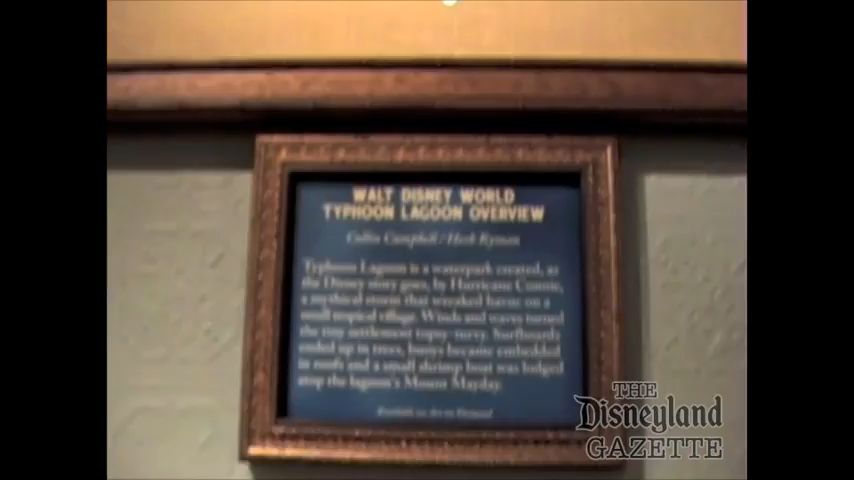 WALT DISNEY WORLD
TYPHOON LAGOON OVERVIEW
Collin Campbell/Herb Ryman
Typhoon Lagoon is a waterpark created, as
the Disney story goes, by Hurricane Connie,
a mythical storm that wreaked havoc on a
small tropical village. Winds and waves turned
the tiny settlement topsy-turvy. Surfboards
ended up in trees, buoys became embedded
in roofs and a small shrimp boat was lodged
atop the lagoon's Mount Mayday.
THE
Disneyland
GAZETTE